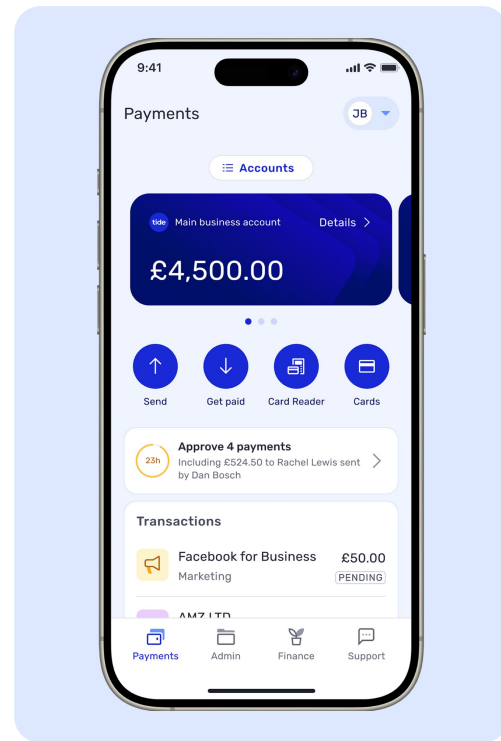 9:41
Payments
JB
Accounts
tide Main business account Details
£4,500.00
Send Get paid Card Reader Cards
23h
Approve 4 payments
Including £524.50 to Rachel Lewis sent
by Dan Bosch
Transactions
Facebook for Business £50.00
Marketing PENDING
AMZ LTD
Payments Admin Finance Support